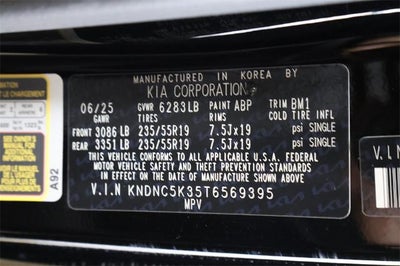 MANUFACTURED IN KOREA BY
KIA CORPORATION
06/25 GVWR 6283LB PAINT ABP TRIM BM1
GAWR TIRES RIMS COLD TIRE INFL
FRONT 3086 LB 235/55R19 7.5Jx19 psi SINGLE
REAR 3351 LB 235/55R19 7.5Jx19 psi SINGLE
THIS VEHICLE CONFORMS TO ALL APPLICABLE U.S.A. FEDERAL
MOTOR VEHICLE SAFETY AND THEFT PREVENTION STANDARDS
IN EFFECT ON THE DATE OF MANUFACTURE SHOWN ABOVE.
V.I.N KNDNC5K35T6569395
MPV
E CHARGEMENT
SEE OWNER'S
A92
V.I.N